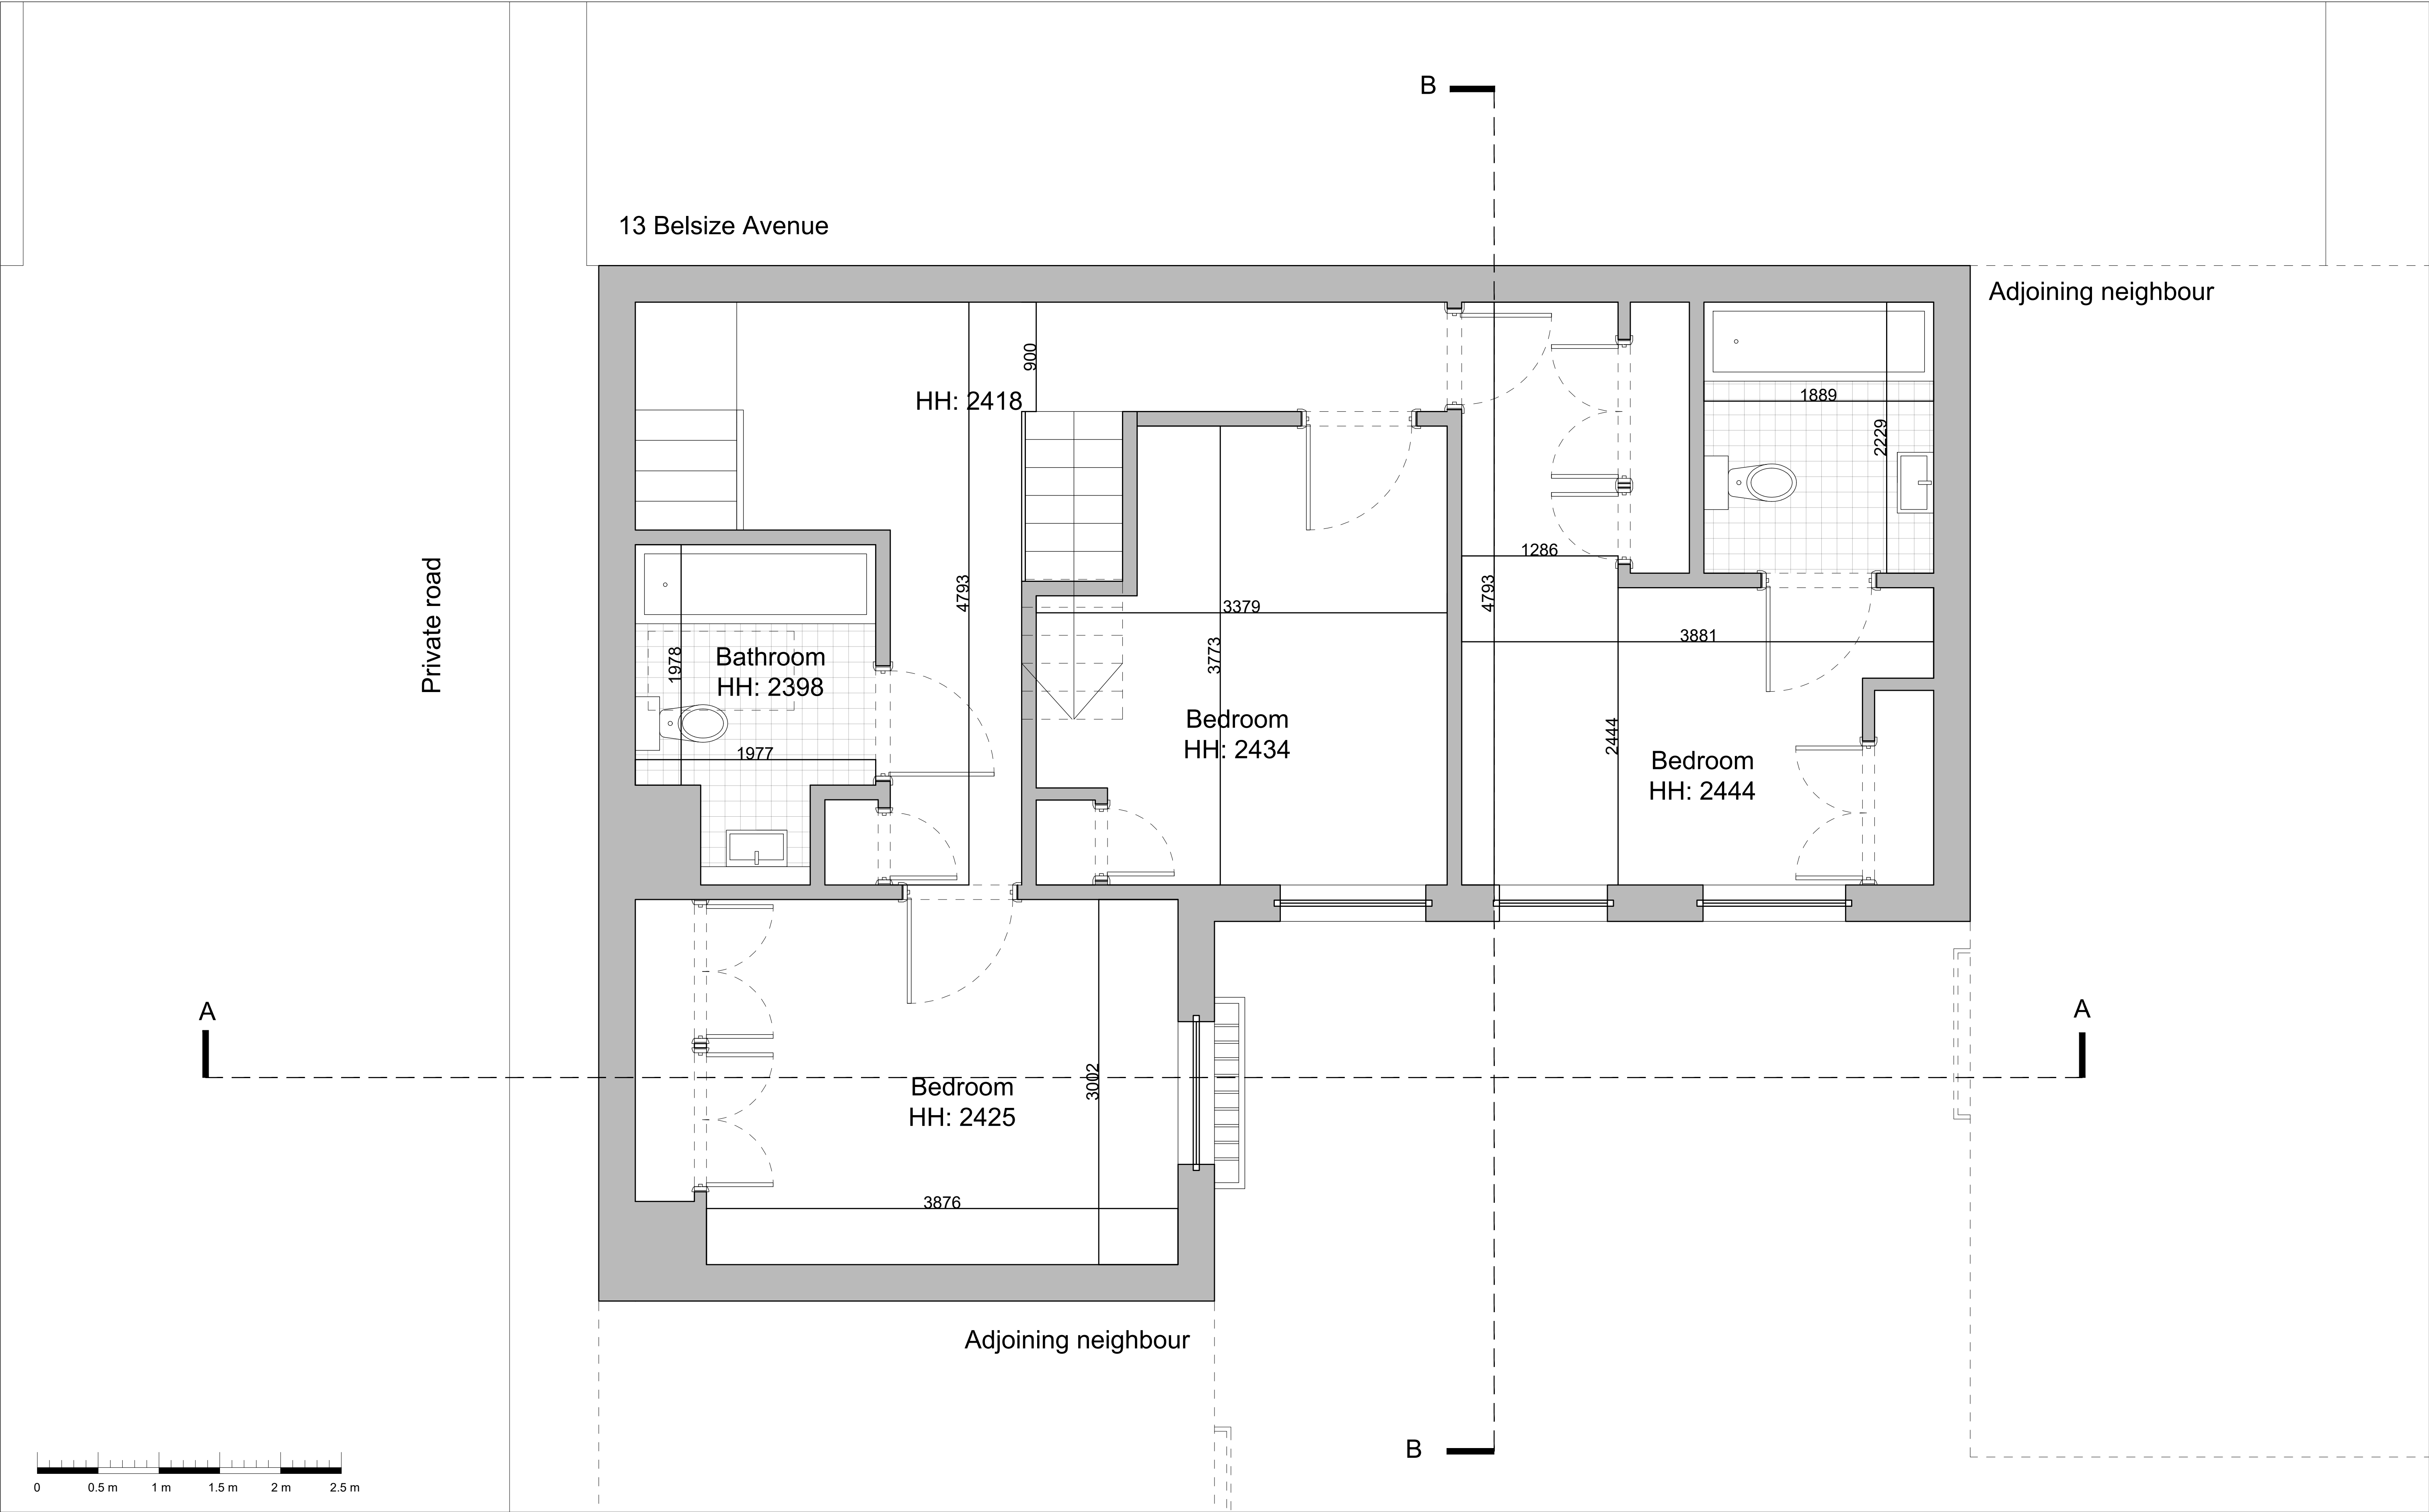 B
13 Belsize Avenue
Adjoining neighbour
900
HH: 2418
1889
2229
1286
4793
4793
3379
3881
Private road
1978
Bathroom
HH: 2398
3773
1977
Bedroom
HH: 2434
2444
Bedroom
HH: 2444
A
A
3002
Bedroom
HH: 2425
3876
Adjoining neighbour
B
0
0.5 m
1 m
1.5 m
2 m
2.5 m